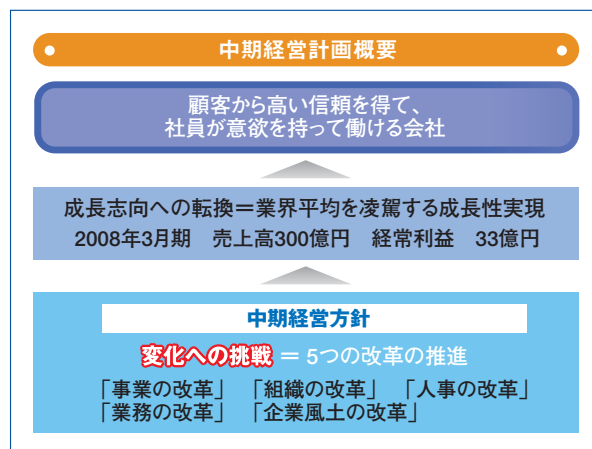 中期経営計画概要
顧客から高い信頼を得て、
社員が意欲を持って働ける会社
成長志向への転換＝業界平均を凌駕する成長性実現
2008年3月期　売上高300億円　経常利益　33億円
中期経営方針
変化への挑戦 ＝ 5つの改革の推進
「事業の改革」　「組織の改革」　「人事の改革」
「業務の改革」　「企業風土の改革」